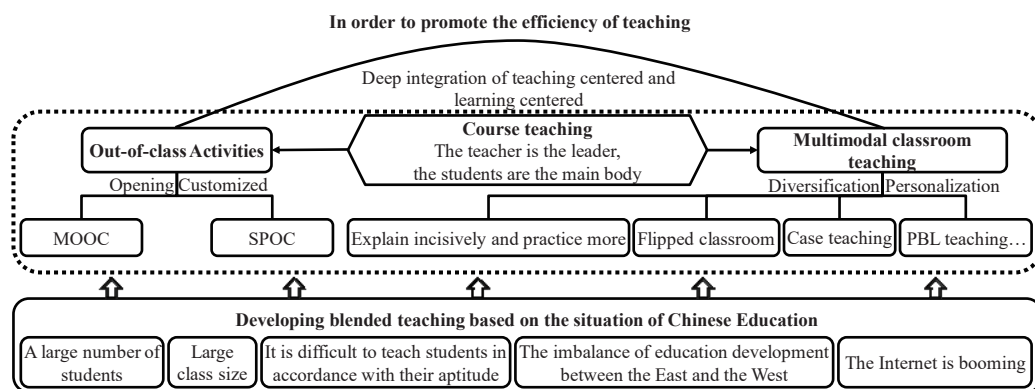 In order to promote the efficiency of teaching
Deep integration of teaching centered and
learning centered
Out-of-class Activities
Course teaching
The teacher is the leader,
the students are the main body
Multimodal classroom
teaching
Opening Customized
Diversification Personalization
MOOC
SPOC
Explain incisively and practice more
Flipped classroom
Case teaching
PBL teaching…
Developing blended teaching based on the situation of Chinese Education
A large number of
students
Large
class size
It is difficult to teach students in
accordance with their aptitude
The imbalance of education development
between the East and the West
The Internet is booming